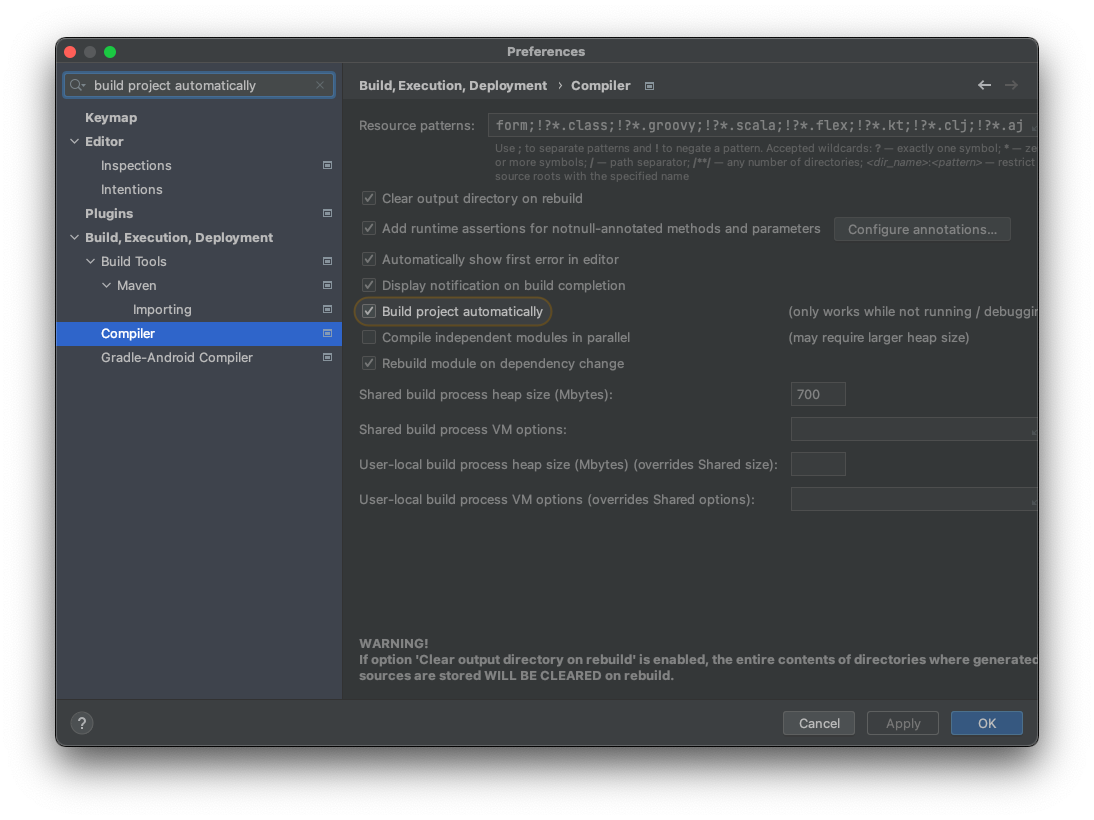 Preferences
build project automatically
Keymap
Editor
Inspections
Intentions
Plugins
Build, Execution, Deployment
Build Tools
Maven
Importing
Compiler
Gradle-Android Compiler
Build, Execution, Deployment › Compiler
Resource patterns: form;!?*.class;!?*.groovy;!?*.scala;!?*.flex;!?*.kt;!?*.clj;!?*.aj
Use ; to separate patterns and ! to negate a pattern. Accepted wildcards: ? — exactly one symbol; * — ze
or more symbols; / — path separator; /**/ — any number of directories; <dir_name>:<pattern> — restrict
source roots with the specified name
Clear output directory on rebuild
Add runtime assertions for notnull-annotated methods and parameters Configure annotations...
Automatically show first error in editor
Display notification on build completion
Build project automatically (only works while not running / debuggin
Compile independent modules in parallel (may require larger heap size)
Rebuild module on dependency change
Shared build process heap size (Mbytes): 700
Shared build process VM options:
User-local build process heap size (Mbytes) (overrides Shared size):
User-local build process VM options (overrides Shared options):
WARNING!
If option 'Clear output directory on rebuild' is enabled, the entire contents of directories where generated
sources are stored WILL BE CLEARED on rebuild.
? Cancel Apply OK